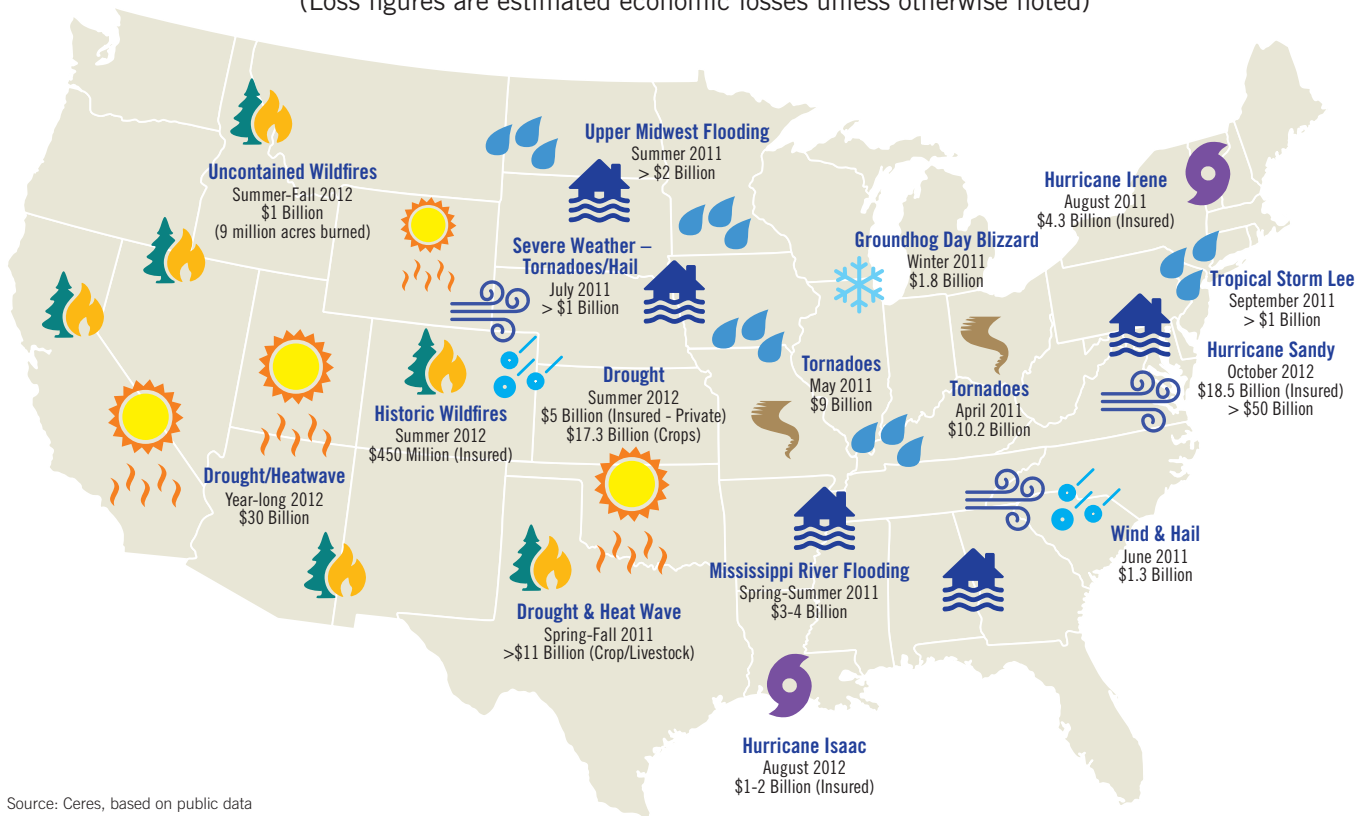 (Loss figures are estimated economic losses unless otherwise noted)
Upper Midwest Flooding
Summer 2011
> $2 Billion
Uncontained Wildfires
Summer-Fall 2012
$1 Billion
(9 million acres burned)
Hurricane Irene
August 2011
$4.3 Billion (Insured)
Severe Weather –
Tornadoes/Hail
July 2011
> $1 Billion
Groundhog Day Blizzard
Winter 2011
$1.8 Billion
Tropical Storm Lee
September 2011
> $1 Billion
Hurricane Sandy
October 2012
$18.5 Billion (Insured)
> $50 Billion
Drought
Summer 2012
$5 Billion (Insured - Private)
$17.3 Billion (Crops)
Tornadoes
May 2011
$9 Billion
Tornadoes
April 2011
$10.2 Billion
Historic Wildfires
Summer 2012
$450 Million (Insured)
Drought/Heatwave
Year-long 2012
$30 Billion
Wind & Hail
June 2011
$1.3 Billion
Mississippi River Flooding
Spring-Summer 2011
$3-4 Billion
Drought & Heat Wave
Spring-Fall 2011
>$11 Billion (Crop/Livestock)
Hurricane Isaac
August 2012
$1-2 Billion (Insured)
Source: Ceres, based on public data